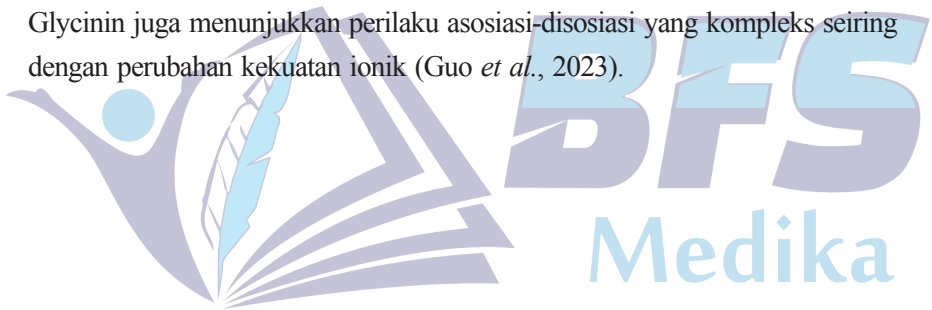 Glycinin juga menunjukkan perilaku asosiasi-disosiasi yang kompleks seiring
dengan perubahan kekuatan ionik (Guo et al., 2023).
BFS
Medika